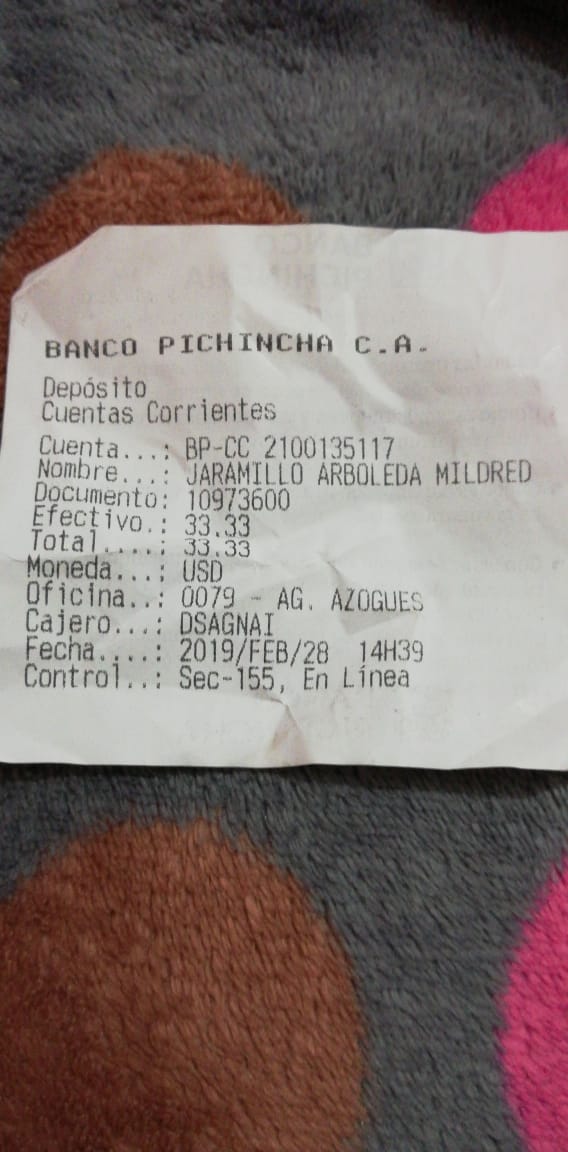 BANCO PICHINCHA C.A.
Depósito
Cuentas Corrientes
Cuenta...: BP-CC 2100135117
Nombre...: JARAMILLO ARBOLEDA MILDRED
Documento: 10973600
Efectivo.: 33.33
Total....: 33.33
Moneda...: USD
Oficina..: 0079 - AG. AZOGUES
Cajero...: DSAGNAI
Fecha....: 2019/FEB/28 14H39
Control..: Sec-155, En Línea